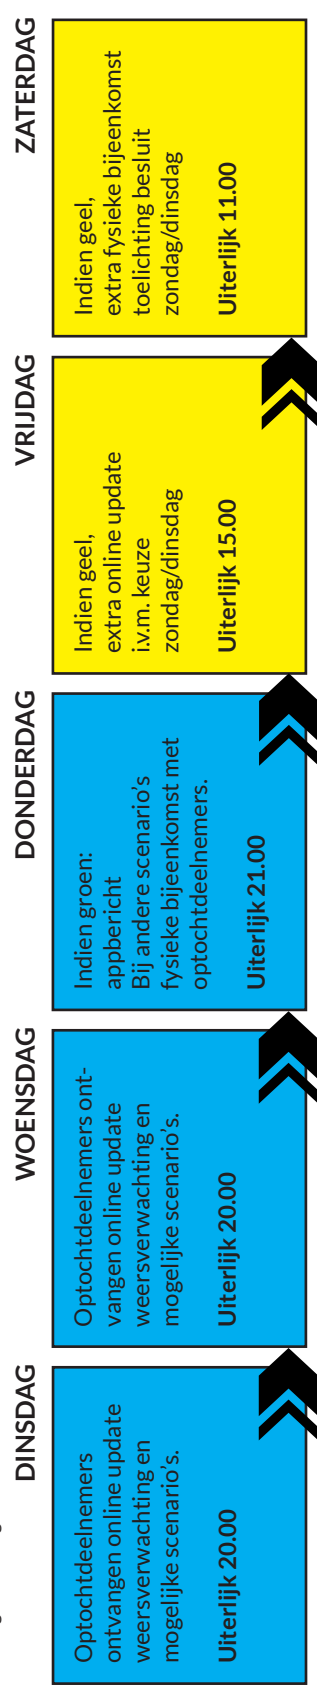 DINSDAG
Optochtdeelnemers
ontvangen online update
weersverwachting en
mogelijke scenario's.
Uiterlijk 20.00
WOENSDAG
Optochtdeelnemers ont-
vangen online update
weersverwachting en
mogelijke scenario's.
Uiterlijk 20.00
DONDERDAG
Indien groen:
appbericht
Bij andere scenario's
fysieke bijeenkomst met
optochtdeelnemers.
Uiterlijk 21.00
VRIJDAG
Indien geel,
extra online update
i.v.m. keuze
zondag/dinsdag
Uiterlijk 15.00
ZATERDAG
Indien geel,
extra fysieke bijeenkomst
toelichting besluit
zondag/dinsdag
Uiterlijk 11.00